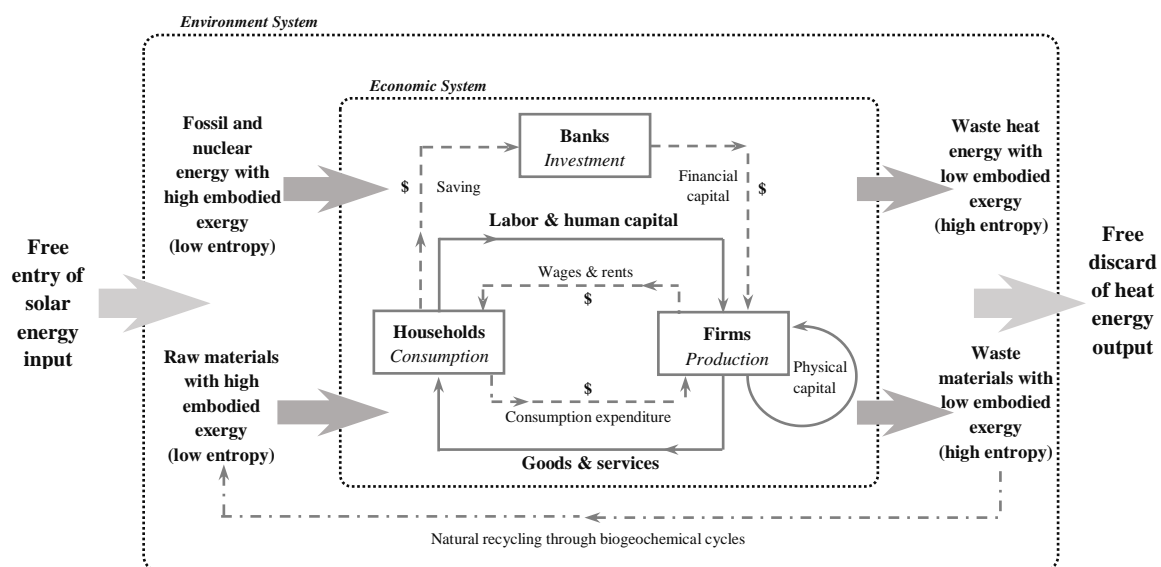 Environment System
Economic System
Fossil and
nuclear
energy with
high embodied
exergy
(low entropy)
Banks
Investment
Waste heat
energy with
low embodied
exergy
(high entropy)
$
Saving
Financial
capital
$
Labor & human capital
Free
entry of
solar
energy
input
Wages & rents
$
Free
discard
of heat
energy
output
Households
Consumption
Firms
Production
Raw materials
with high
embodied
exergy
(low entropy)
Physical
capital
Waste
materials with
low embodied
exergy
(high entropy)
$
Consumption expenditure
Goods & services
Natural recycling through biogeochemical cycles